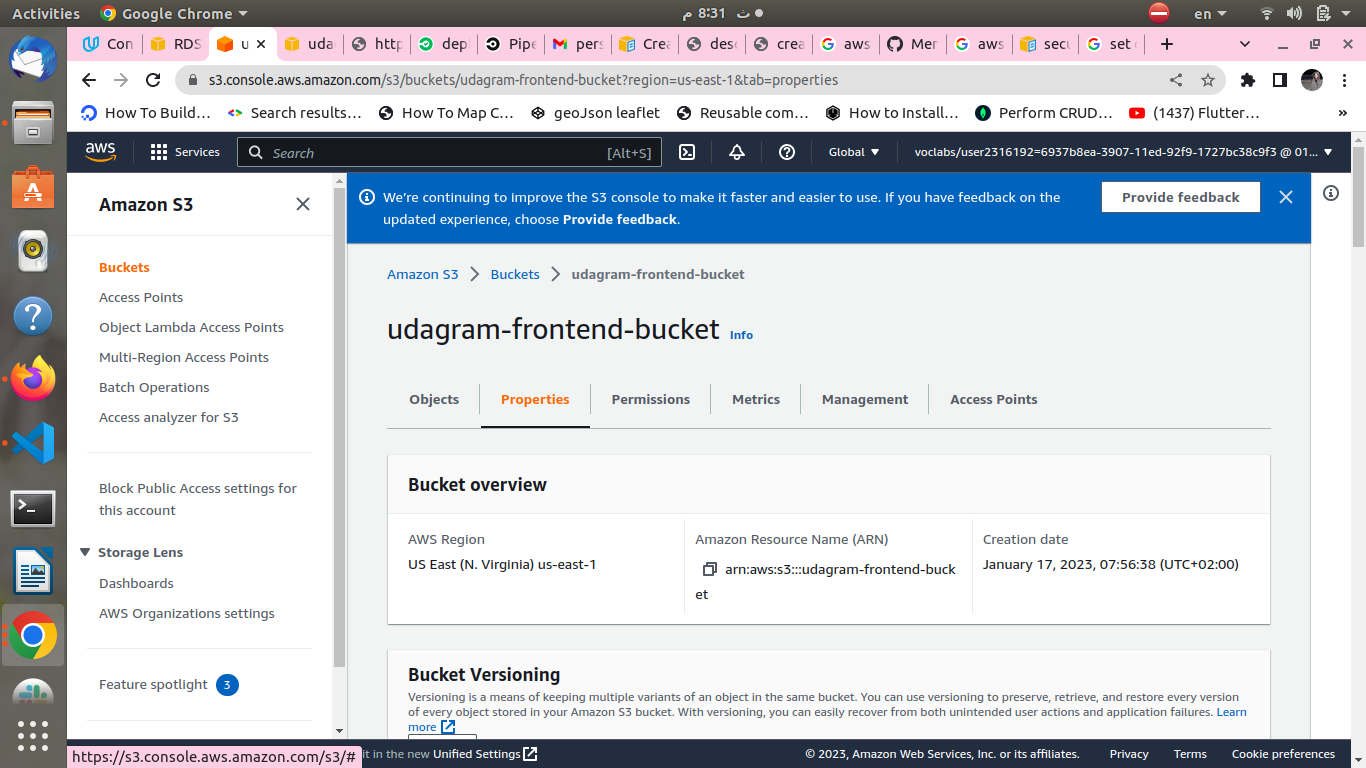 Activities
Google Chrome
8:31 م
ث
en
Con
RDS
u
uda
http
dep
Pipe
pers
Crea
desc
crea
aws
Mer
aws
secu
set
s3.console.aws.amazon.com/s3/buckets/udagram-frontend-bucket?region=us-east-1&tab=properties
How To Build…
Search results…
How To Map C…
geoJson leaflet
Reusable com…
How to Install…
Perform CRUD…
(1437) Flutter…
»
aws
Services
Search
[Alt+S]
Global
voclabs/user2316192=6937b8ea-3907-11ed-92f9-1727bc38c9f3 @ 01...
Amazon S3
Buckets
Access Points
Object Lambda Access Points
Multi-Region Access Points
Batch Operations
Access analyzer for S3
Block Public Access settings for
this account
Storage Lens
Dashboards
AWS Organizations settings
Feature spotlight
3
We're continuing to improve the S3 console to make it faster and easier to use. If you have feedback on the
updated experience, choose Provide feedback.
Provide feedback
Amazon S3
Buckets
udagram-frontend-bucket
udagram-frontend-bucket
Info
Objects
Properties
Permissions
Metrics
Management
Access Points
Bucket overview
AWS Region
US East (N. Virginia) us-east-1
Amazon Resource Name (ARN)
arn:aws:s3:::udagram-frontend-buck
et
Creation date
January 17, 2023, 07:56:38 (UTC+02:00)
Bucket Versioning
Versioning is a means of keeping multiple variants of an object in the same bucket. You can use versioning to preserve, retrieve, and restore every version
of every object stored in your Amazon S3 bucket. With versioning, you can easily recover from both unintended user actions and application failures. Learn
more
https://s3.console.aws.amazon.com/s3/#
it in the new Unified Settings
© 2023, Amazon Web Services, Inc. or its affiliates.
Privacy
Terms
Cookie preferences